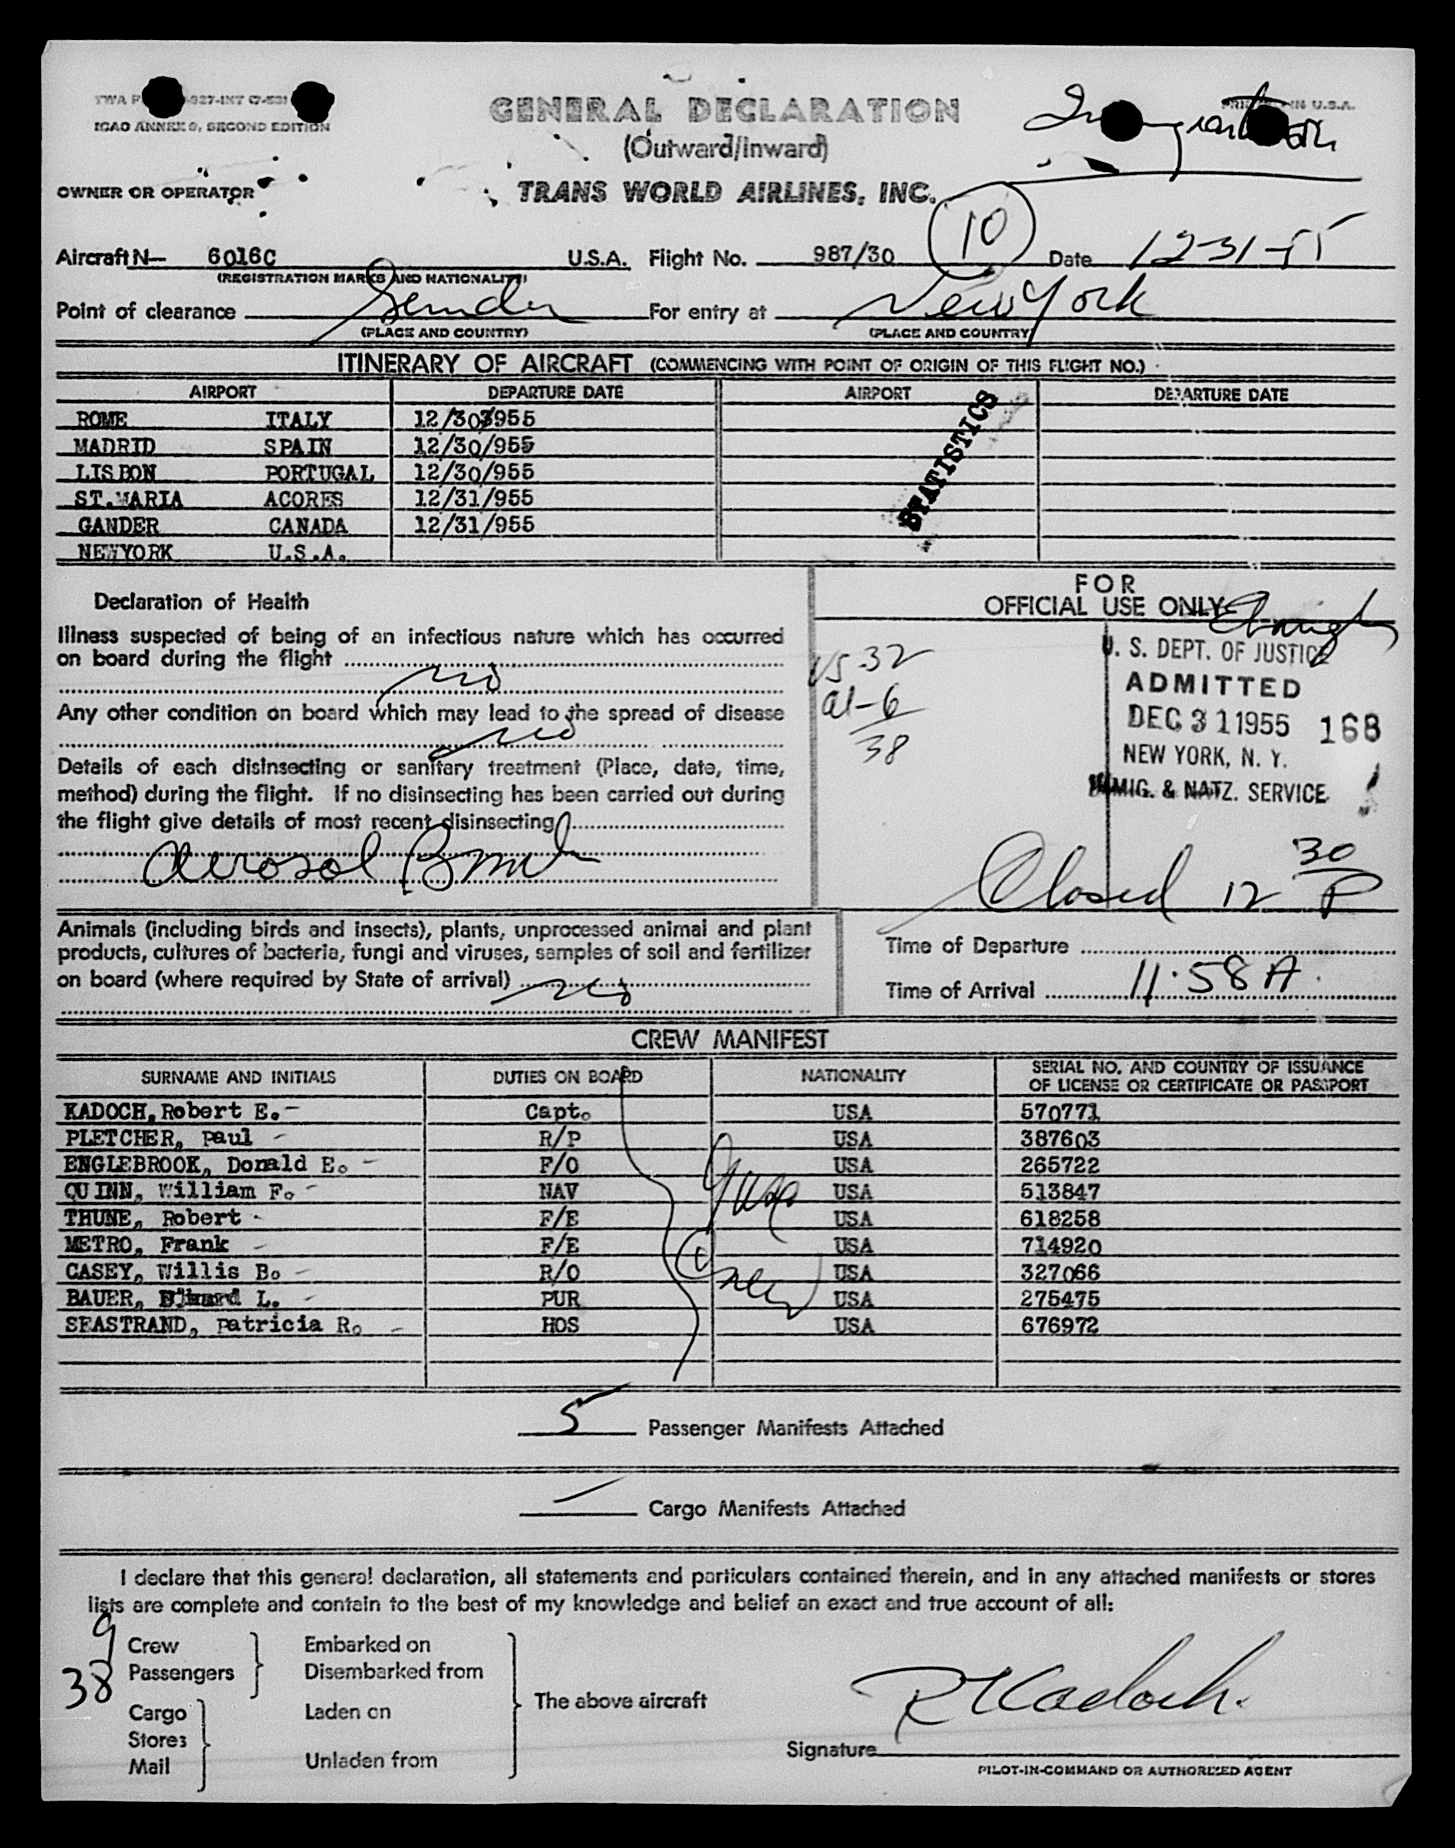 TWA F -927-INT C-531
ICAO ANNEX 9, SECOND EDITION
GENERAL DECLARATION
(Outward/Inward)
PRINTED IN U.S.A.
OWNER OR OPERATOR
TRANS WORLD AIRLINES, INC.
10
Aircraft N— 6016C U.S.A. Flight No. 987/30 Date 12-31-55
(REGISTRATION MARKS AND NATIONALITY)
Point of clearance Gander For entry at New York
(PLACE AND COUNTRY) (PLACE AND COUNTRY)
ITINERARY OF AIRCRAFT (COMMENCING WITH POINT OF ORIGIN OF THIS FLIGHT NO.)
AIRPORT DEPARTURE DATE AIRPORT DEPARTURE DATE
ROME ITALY 12/30/955
MADRID SPAIN 12/30/955
LISBON PORTUGAL 12/30/955
ST.MARIA ACORES 12/31/955
GANDER CANADA 12/31/955
NEWYORK U.S.A.
STATISTICS
Declaration of Health
Illness suspected of being of an infectious nature which has occurred
on board during the flight
no
Any other condition on board which may lead to the spread of disease
no
Details of each disinsecting or sanitary treatment (Place, date, time,
method) during the flight. If no disinsecting has been carried out during
the flight give details of most recent disinsecting
Aerosol Bomb
FOR
OFFICIAL USE ONLY
US-32
al-6
38
U. S. DEPT. OF JUSTICE
ADMITTED
DEC 31 1955 168
NEW YORK, N. Y.
IMMIG. & NATZ. SERVICE
Closed 12 30 P
Animals (including birds and insects), plants, unprocessed animal and plant
products, cultures of bacteria, fungi and viruses, samples of soil and fertilizer
on board (where required by State of arrival)
no
Time of Departure
Time of Arrival 11:58 A
CREW MANIFEST
SURNAME AND INITIALS DUTIES ON BOARD NATIONALITY SERIAL NO. AND COUNTRY OF ISSUANCE
OF LICENSE OR CERTIFICATE OR PASSPORT
KADOCH, Robert E. Capt. USA 570771
PLETCHER, Paul R/P USA 387603
ENGLEBROOK, Donald E. F/O USA 265722
QUINN, William F. NAV USA 513847
THUNE, Robert F/E USA 618258
METRO, Frank F/E USA 714920
CASEY, Willis B. R/O USA 327066
BAUER, L. PUR USA 275475
SEASTRAND, Patricia R. HOS USA 676972
5 Passenger Manifests Attached
Cargo Manifests Attached
I declare that this general declaration, all statements and particulars contained therein, and in any attached manifests or stores
lists are complete and contain to the best of my knowledge and belief an exact and true account of all:
9 Crew Embarked on
38 Passengers Disembarked from
Cargo Laden on The above aircraft
Stores
Mail Unladen from
R Kadoch.
Signature
PILOT-IN-COMMAND OR AUTHORIZED AGENT